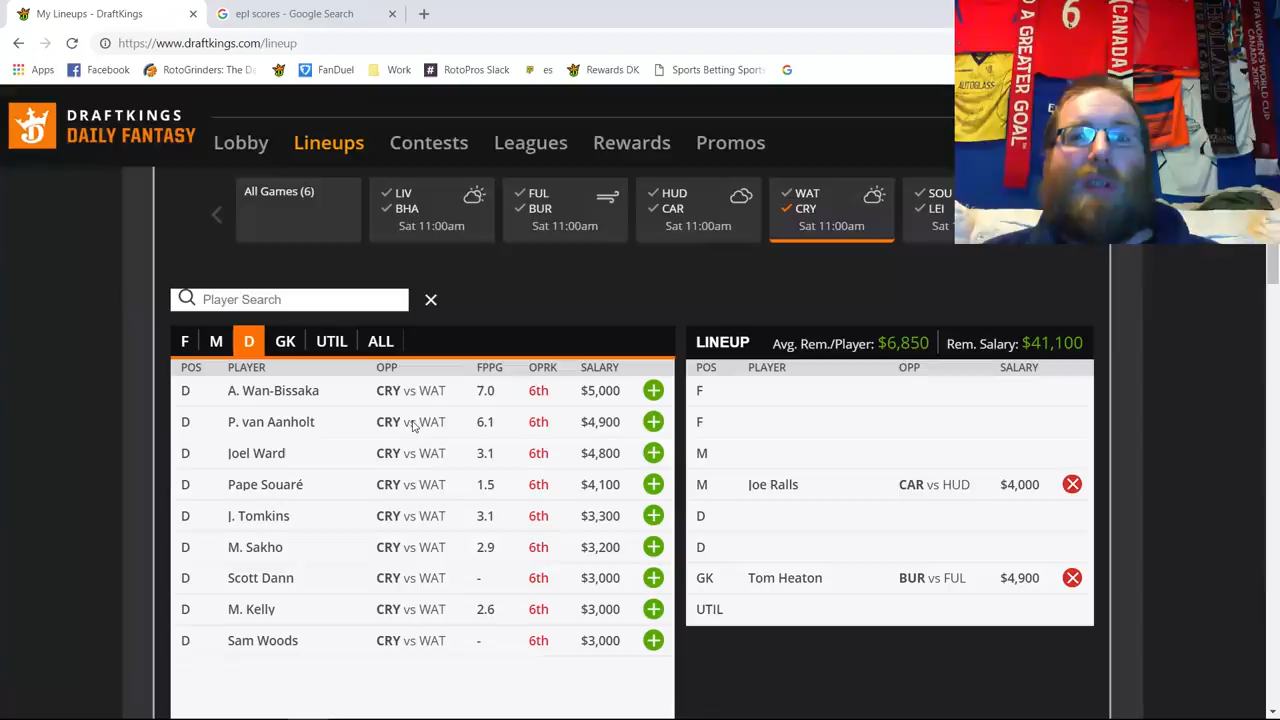 My Lineups - DraftKings
epl scores - Google Search
https://www.draftkings.com/lineup
Apps
Facebook
RotoGrinders: The D
FanDuel
Work
RotoPros Slack
es
Rewards DK
Sports Betting Sports
DRAFTKINGS
DAILY FANTASY
Lobby
Lineups
Contests
Leagues
Rewards
Promos
All Games (6)
LIV
BHA
Sat 11:00am
FUL
BUR
Sat 11:00am
HUD
CAR
Sat 11:00am
WAT
CRY
Sat 11:00am
SOU
LEI
Sat
Player Search
F M D GK UTIL ALL
POS PLAYER OPP FPPG OPRK SALARY
D A. Wan-Bissaka CRY vs WAT 7.0 6th $5,000
D P. van Aanholt CRY vs WAT 6.1 6th $4,900
D Joel Ward CRY vs WAT 3.1 6th $4,800
D Pape Souaré CRY vs WAT 1.5 6th $4,100
D J. Tomkins CRY vs WAT 3.1 6th $3,300
D M. Sakho CRY vs WAT 2.9 6th $3,200
D Scott Dann CRY vs WAT - 6th $3,000
D M. Kelly CRY vs WAT 2.6 6th $3,000
D Sam Woods CRY vs WAT - 6th $3,000
LINEUP Avg. Rem./Player: $6,850 Rem. Salary: $41,100
POS PLAYER OPP SALARY
F
F
M
M Joe Ralls CAR vs HUD $4,000
D
D
GK Tom Heaton BUR vs FUL $4,900
UTIL
A GREATER GOAL
6
CANADA
AUTOGLASS